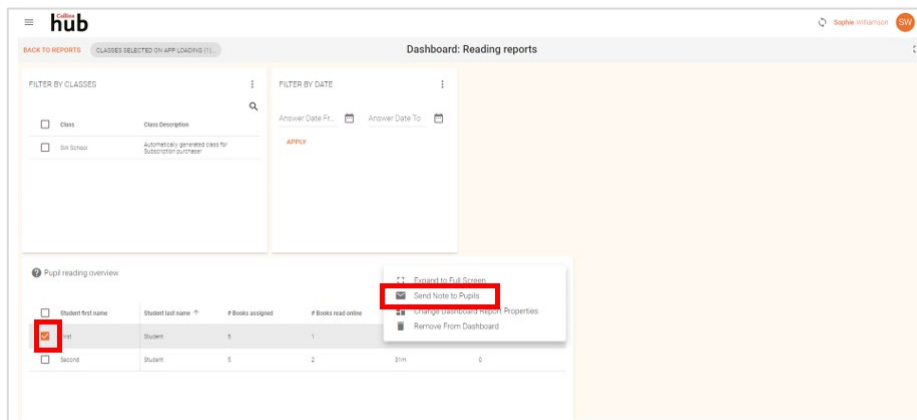 Collins
hub
Sophie Williamson SW
BACK TO REPORTS CLASSES SELECTED ON APP LOADING (1)...
Dashboard: Reading reports
FILTER BY CLASSES
Class Class Description
SW School Automatically generated class for
Subscription purchaser
FILTER BY DATE
Answer Date Fr... Answer Date To
APPLY
Pupil reading overview
Expand to Full Screen
Send Note to Pupils
Change Dashboard Report Properties
Remove From Dashboard
Student first name Student last name # Books assigned # Books read online
First Student 5 1
Second Student 5 2 31m 0